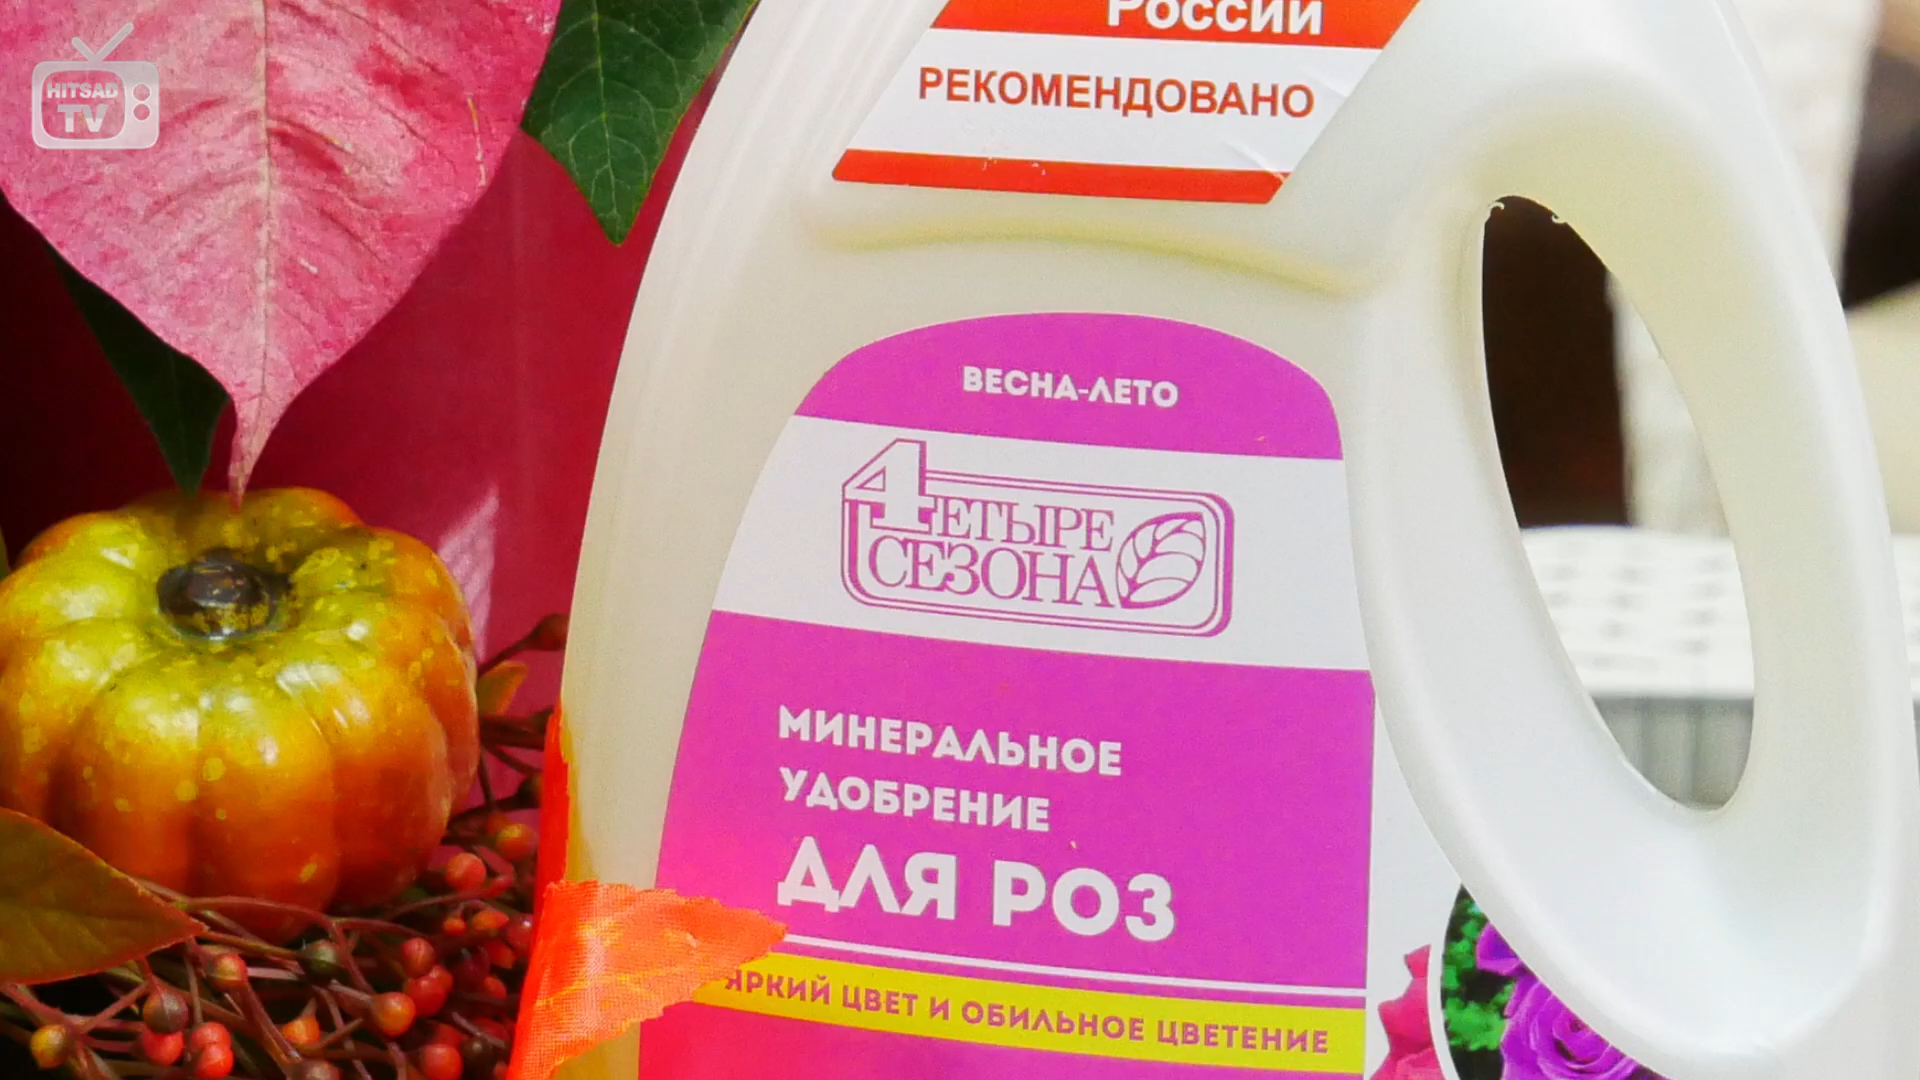 HITSAD
TV
России
РЕКОМЕНДОВАНО
ВЕСНА-ЛЕТО
4ЕТЫРЕ
СЕЗОНА
МИНЕРАЛЬНОЕ
УДОБРЕНИЕ
ДЛЯ РОЗ
ЯРКИЙ ЦВЕТ И ОБИЛЬНОЕ ЦВЕТЕНИЕ